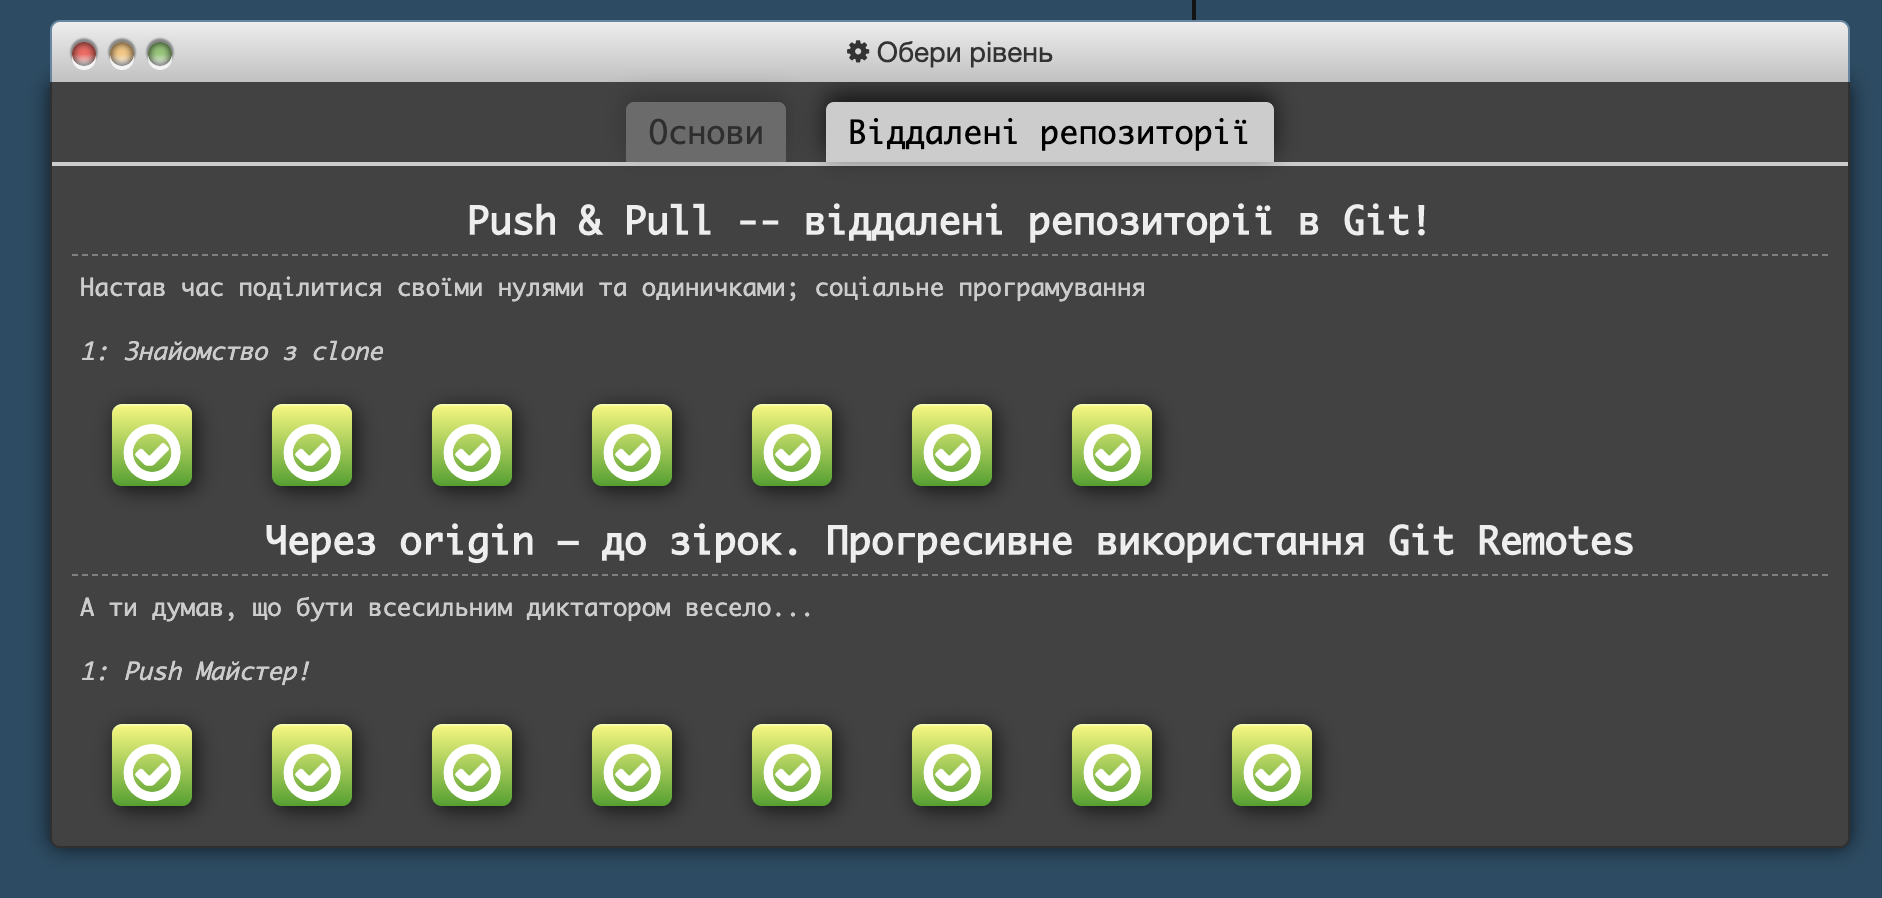 Обери рівень
Основи
Віддалені репозиторії
Push & Pull -- віддалені репозиторії в Git!
Настав час поділитися своїми нулями та одиничками; соціальне програмування
1: Знайомство з clone
Через origin – до зірок. Прогресивне використання Git Remotes
А ти думав, що бути всесильним диктатором весело...
1: Push Майстер!